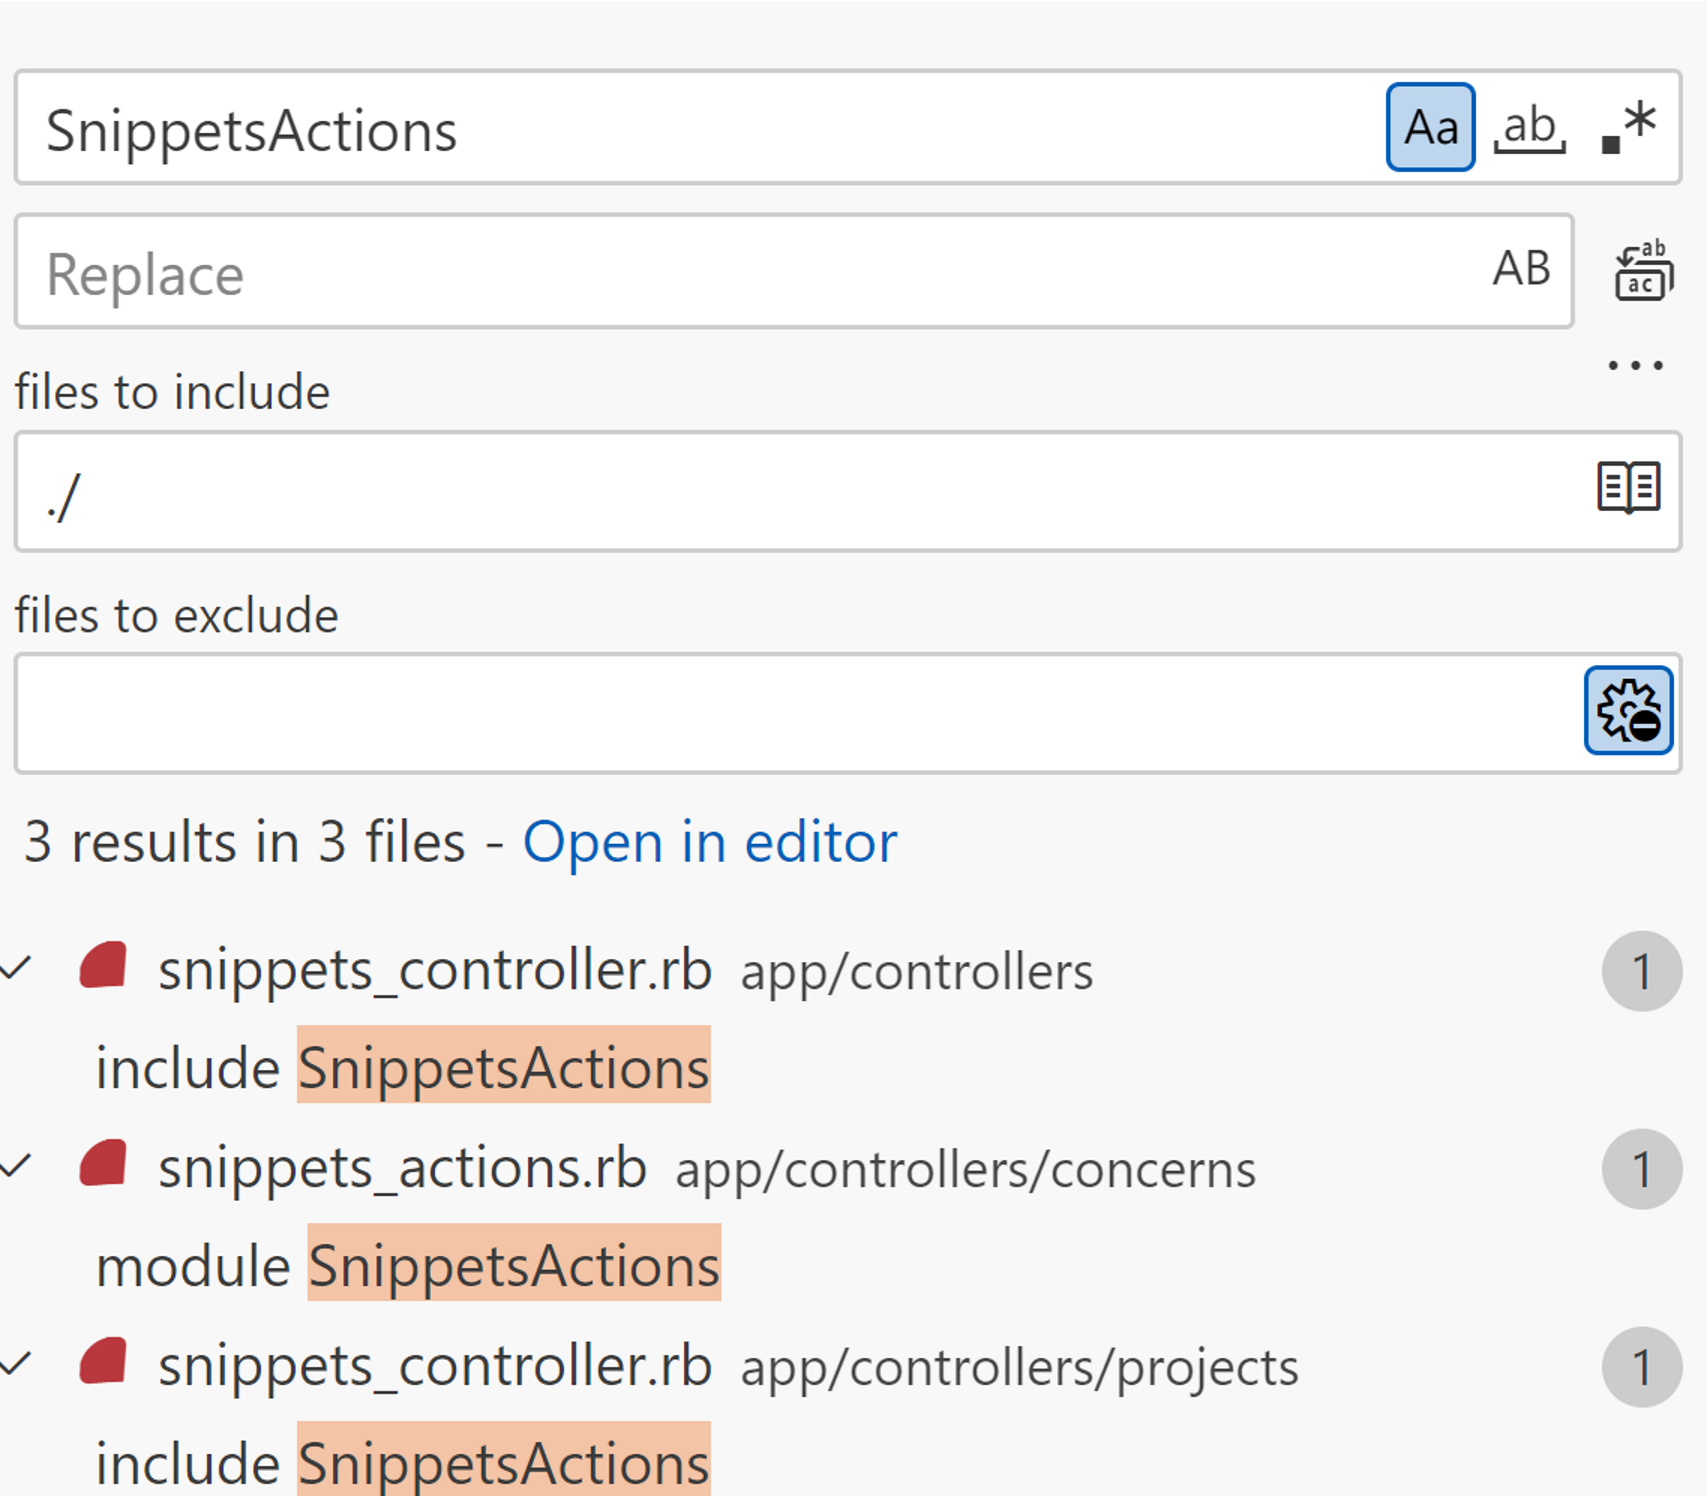 SnippetsActions Aa ab .*
Replace AB ab ac
...
files to include
./
files to exclude
3 results in 3 files - Open in editor
snippets_controller.rb app/controllers 1
include SnippetsActions
snippets_actions.rb app/controllers/concerns 1
module SnippetsActions
snippets_controller.rb app/controllers/projects 1
include SnippetsActions